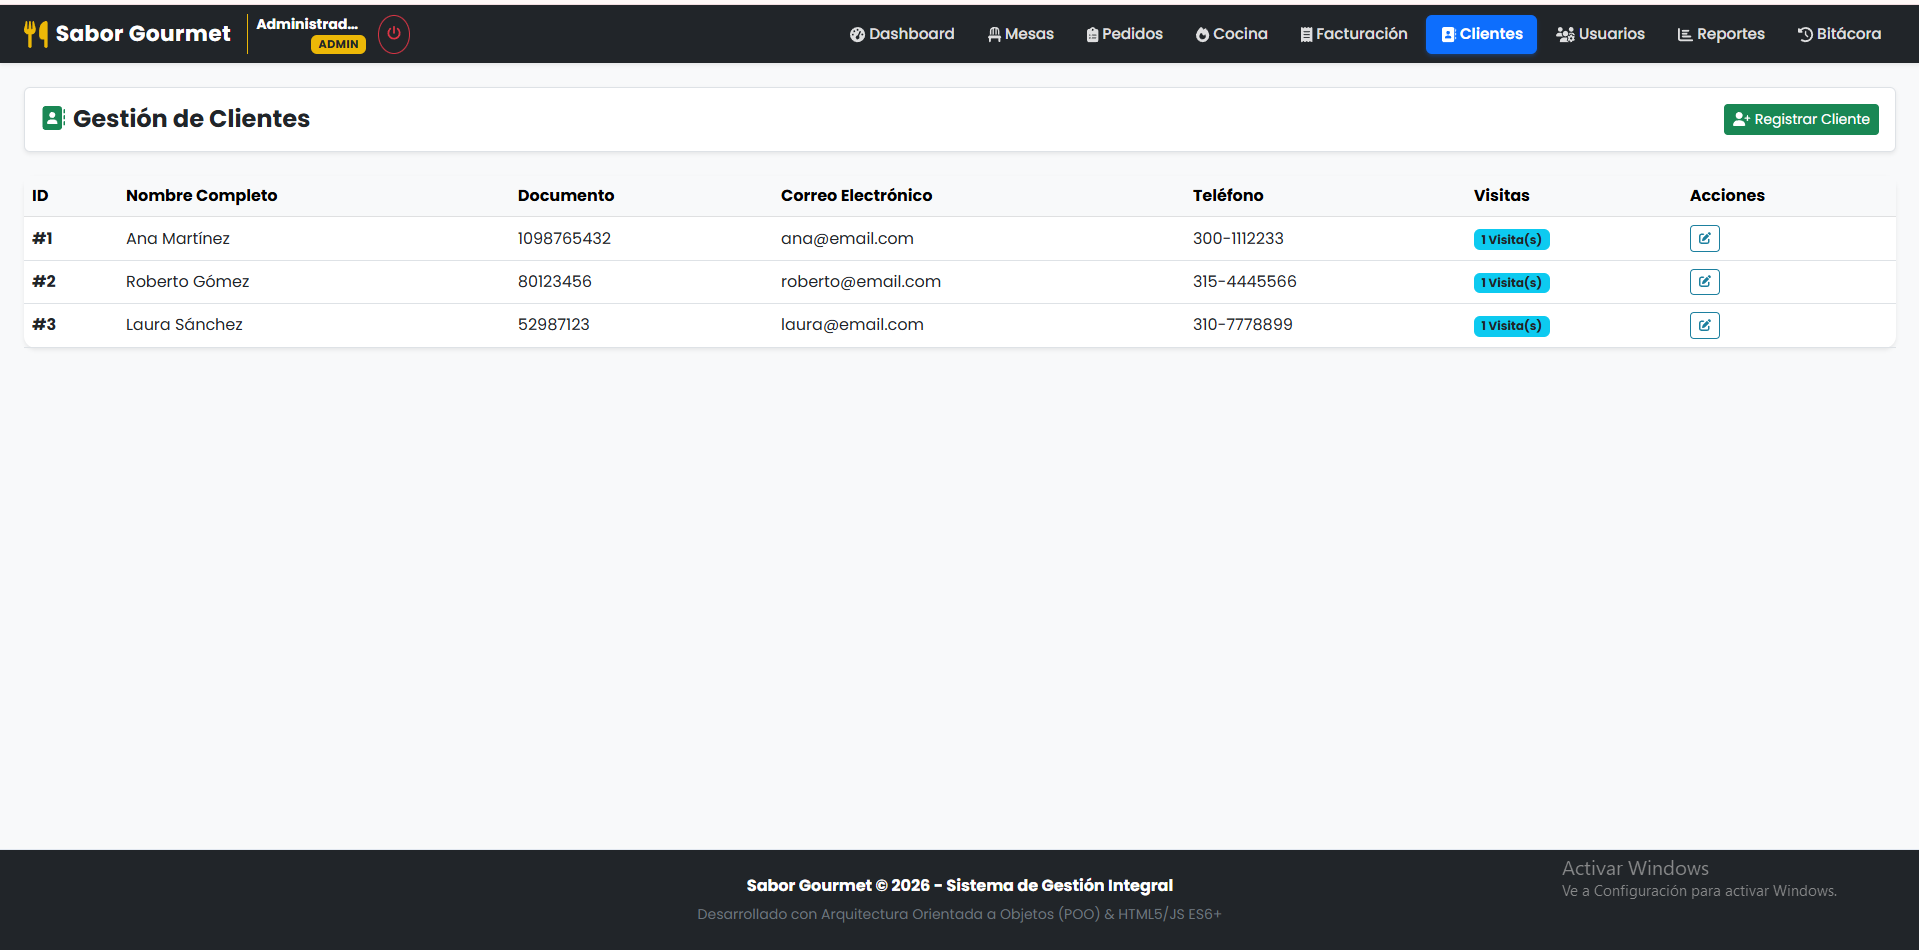 Sabor Gourmet
Administrad...
ADMIN
Dashboard Mesas Pedidos Cocina Facturación Clientes Usuarios Reportes Bitácora
Gestión de Clientes
Registrar Cliente
ID Nombre Completo Documento Correo Electrónico Teléfono Visitas Acciones
#1 Ana Martínez 1098765432 ana@email.com 300-1112233 1 Visita(s)
#2 Roberto Gómez 80123456 roberto@email.com 315-4445566 1 Visita(s)
#3 Laura Sánchez 52987123 laura@email.com 310-7778899 1 Visita(s)
Sabor Gourmet © 2026 - Sistema de Gestión Integral
Desarrollado con Arquitectura Orientada a Objetos (POO) & HTML5/JS ES6+
Activar Windows
Ve a Configuración para activar Windows.